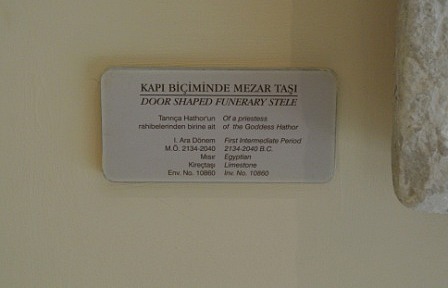 KAPI BİÇİMİNDE MEZAR TAŞI
DOOR SHAPED FUNERARY STELE
Tanrıça Hathor'un Of a priestess
rahibelerinden birine ait of the Goddess Hathor
I. Ara Dönem First Intermediate Period
M.Ö. 2134-2040 2134-2040 B.C.
Mısır Egyptian
Kireçtaşı Limestone
Env. No. 10860 Inv. No. 10860